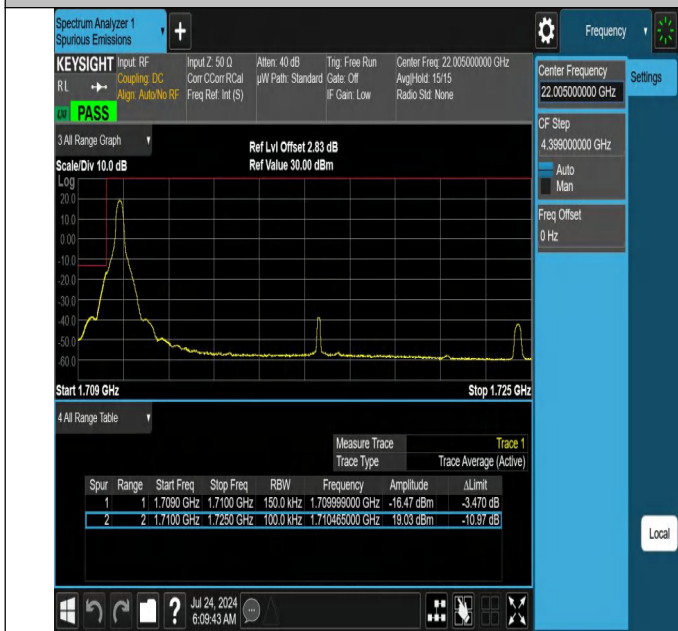 Spectrum Analyzer 1
Spurious Emissions
+
Frequency
KEYSIGHT
RL
Input: RF
Coupling: DC
Align: Auto/No RF
Input Z: 50 Ω
Corr CCorr RCal
Freq Ref: Int (S)
Atten: 40 dB
µW Path: Standard
Trig: Free Run
Gate: Off
IF Gain: Low
Center Freq: 22.005000000 GHz
Avg|Hold: 15/15
Radio Std: None
PASS
Center Frequency
22.005000000 GHz
Settings
CF Step
4.399000000 GHz
Auto
Man
Freq Offset
0 Hz
3 All Range Graph
Scale/Div 10.0 dB
Ref Lvl Offset 2.83 dB
Ref Value 30.00 dBm
Log
20.0
10.0
0.00
-10.0
-20.0
-30.0
-40.0
-50.0
-60.0
Start 1.709 GHz
Stop 1.725 GHz
4 All Range Table
Measure Trace Trace 1
Trace Type Trace Average (Active)
Spur Range Start Freq Stop Freq RBW Frequency Amplitude ΔLimit
1 1 1.7090 GHz 1.7100 GHz 150.0 kHz 1.709999000 GHz -16.47 dBm -3.470 dB
2 2 1.7100 GHz 1.7250 GHz 100.0 kHz 1.710465000 GHz 19.03 dBm -10.97 dB
Local
?
Jul 24, 2024
6:09:43 AM